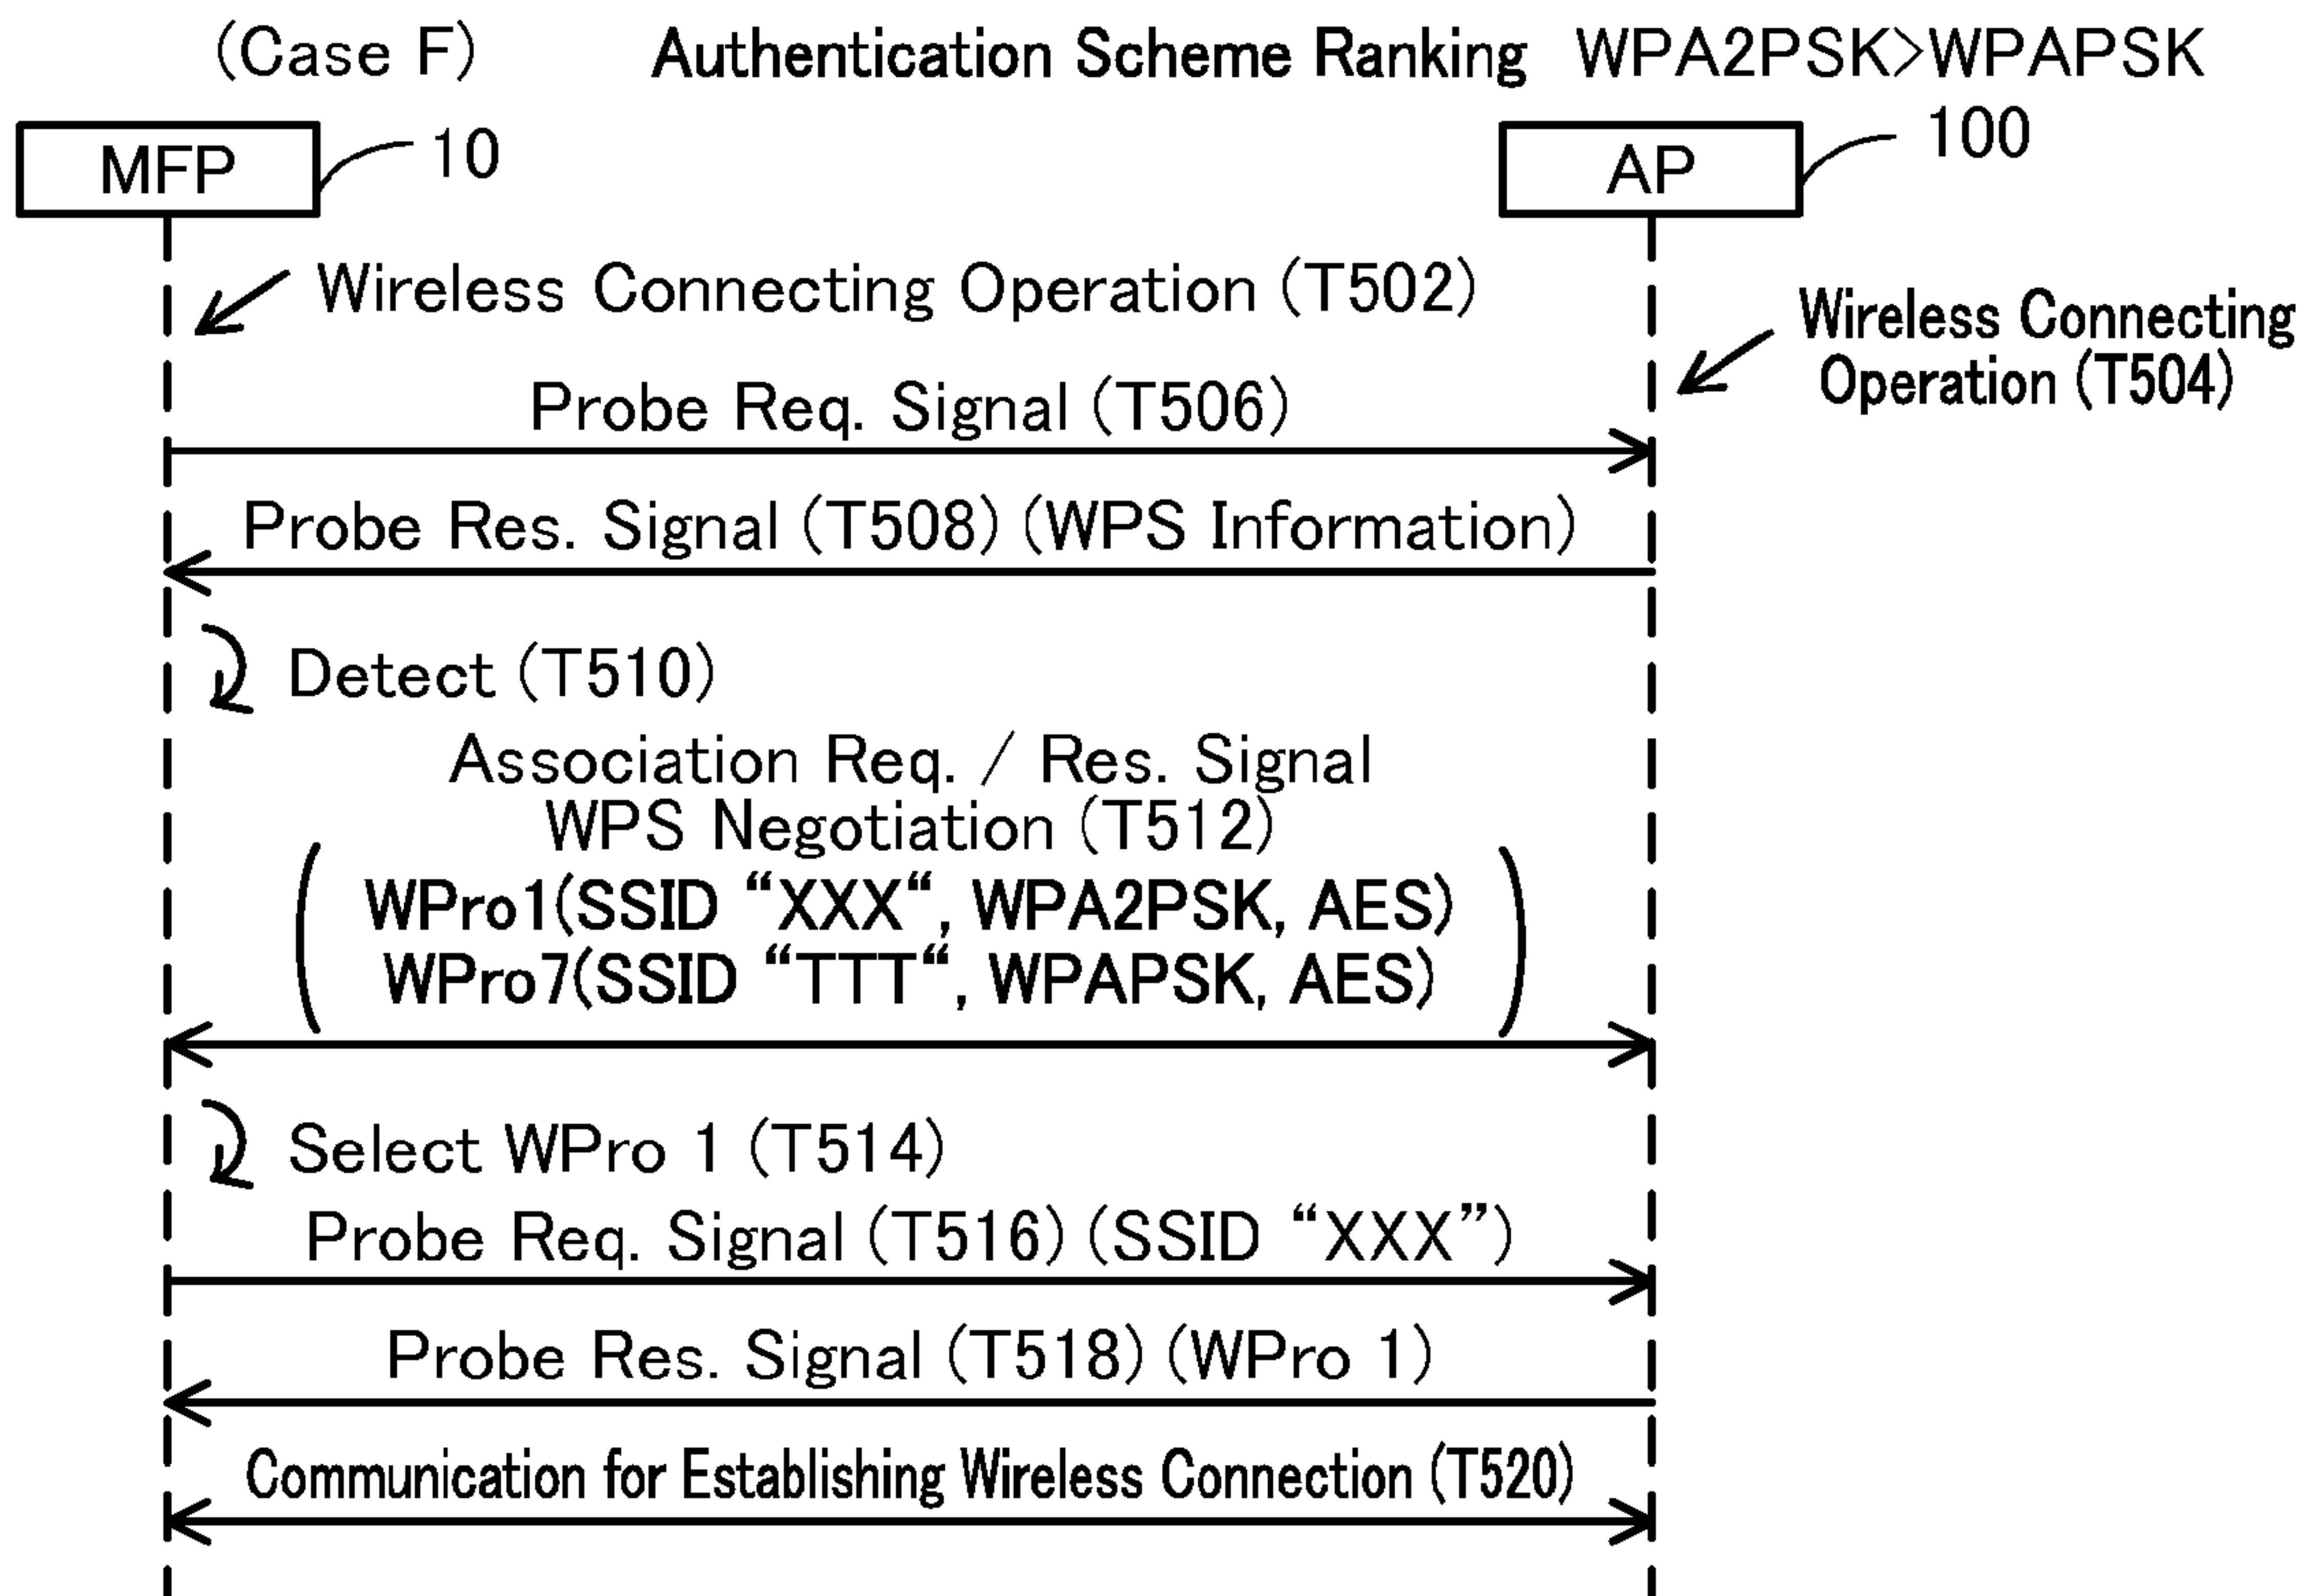 (Case F)
Authentication Scheme Ranking WPA2PSK>WPAPSK
MFP
10
AP
100
Wireless Connecting Operation (T502)
Wireless Connecting
Operation (T504)
Probe Req. Signal (T506)
Probe Res. Signal (T508) (WPS Information)
Detect (T510)
Association Req. / Res. Signal
WPS Negotiation (T512)
WPro1(SSID “XXX“, WPA2PSK, AES)
WPro7(SSID “TTT“, WPAPSK, AES)
Select WPro 1 (T514)
Probe Req. Signal (T516) (SSID “XXX”)
Probe Res. Signal (T518) (WPro 1)
Communication for Establishing Wireless Connection (T520)